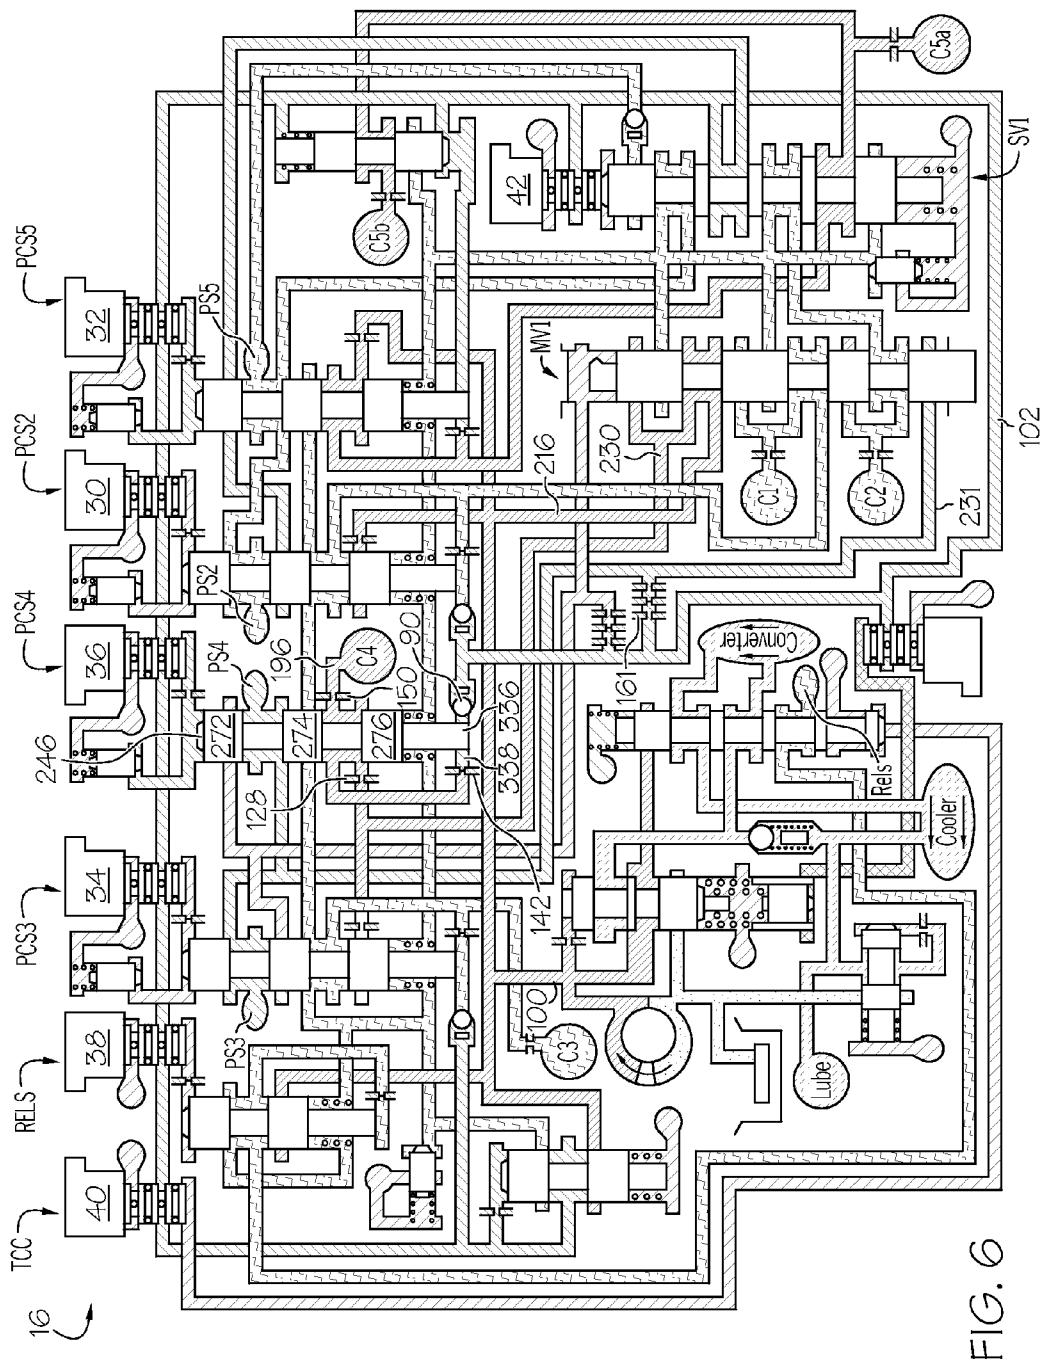 16
TCC
RELS
PCS3
PCS4
PCS2
PCS5
40
38
34
36
30
32
246
PS3
PS4
PS2
PS5
272
274
276
128
196
C4
150
90
336
338
142
C5b
42
C5a
SV1
MV1
230
216
C1
C2
102
231
161
Converter
Rels
Cooler
100
C3
Lube
FIG. 6